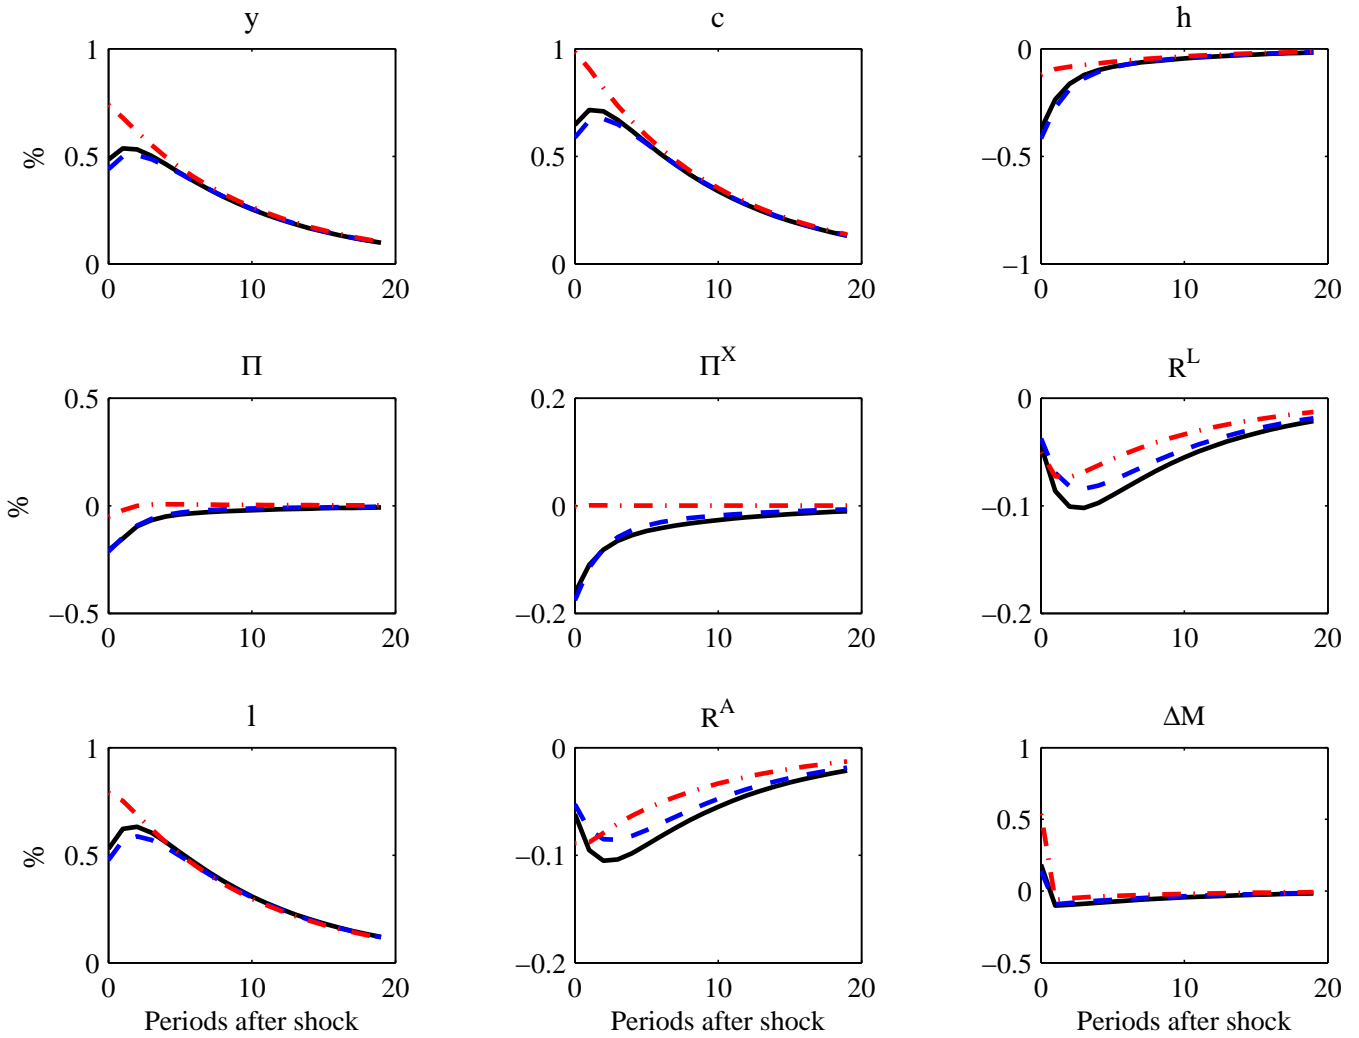 y c h
1 1 0
% 0.5 0.5 −0.5
0 0 −1
0 10 20 0 10 20 0 10 20
Π Π^X R^L
0.5 0.2 0
% 0 0 −0.1
−0.5 −0.2 −0.2
0 10 20 0 10 20 0 10 20
l R^A ΔM
1 0 1
% 0.5 −0.1 0.5
0
0 −0.2 −0.5
0 10 20 0 10 20 0 10 20
Periods after shock Periods after shock Periods after shock